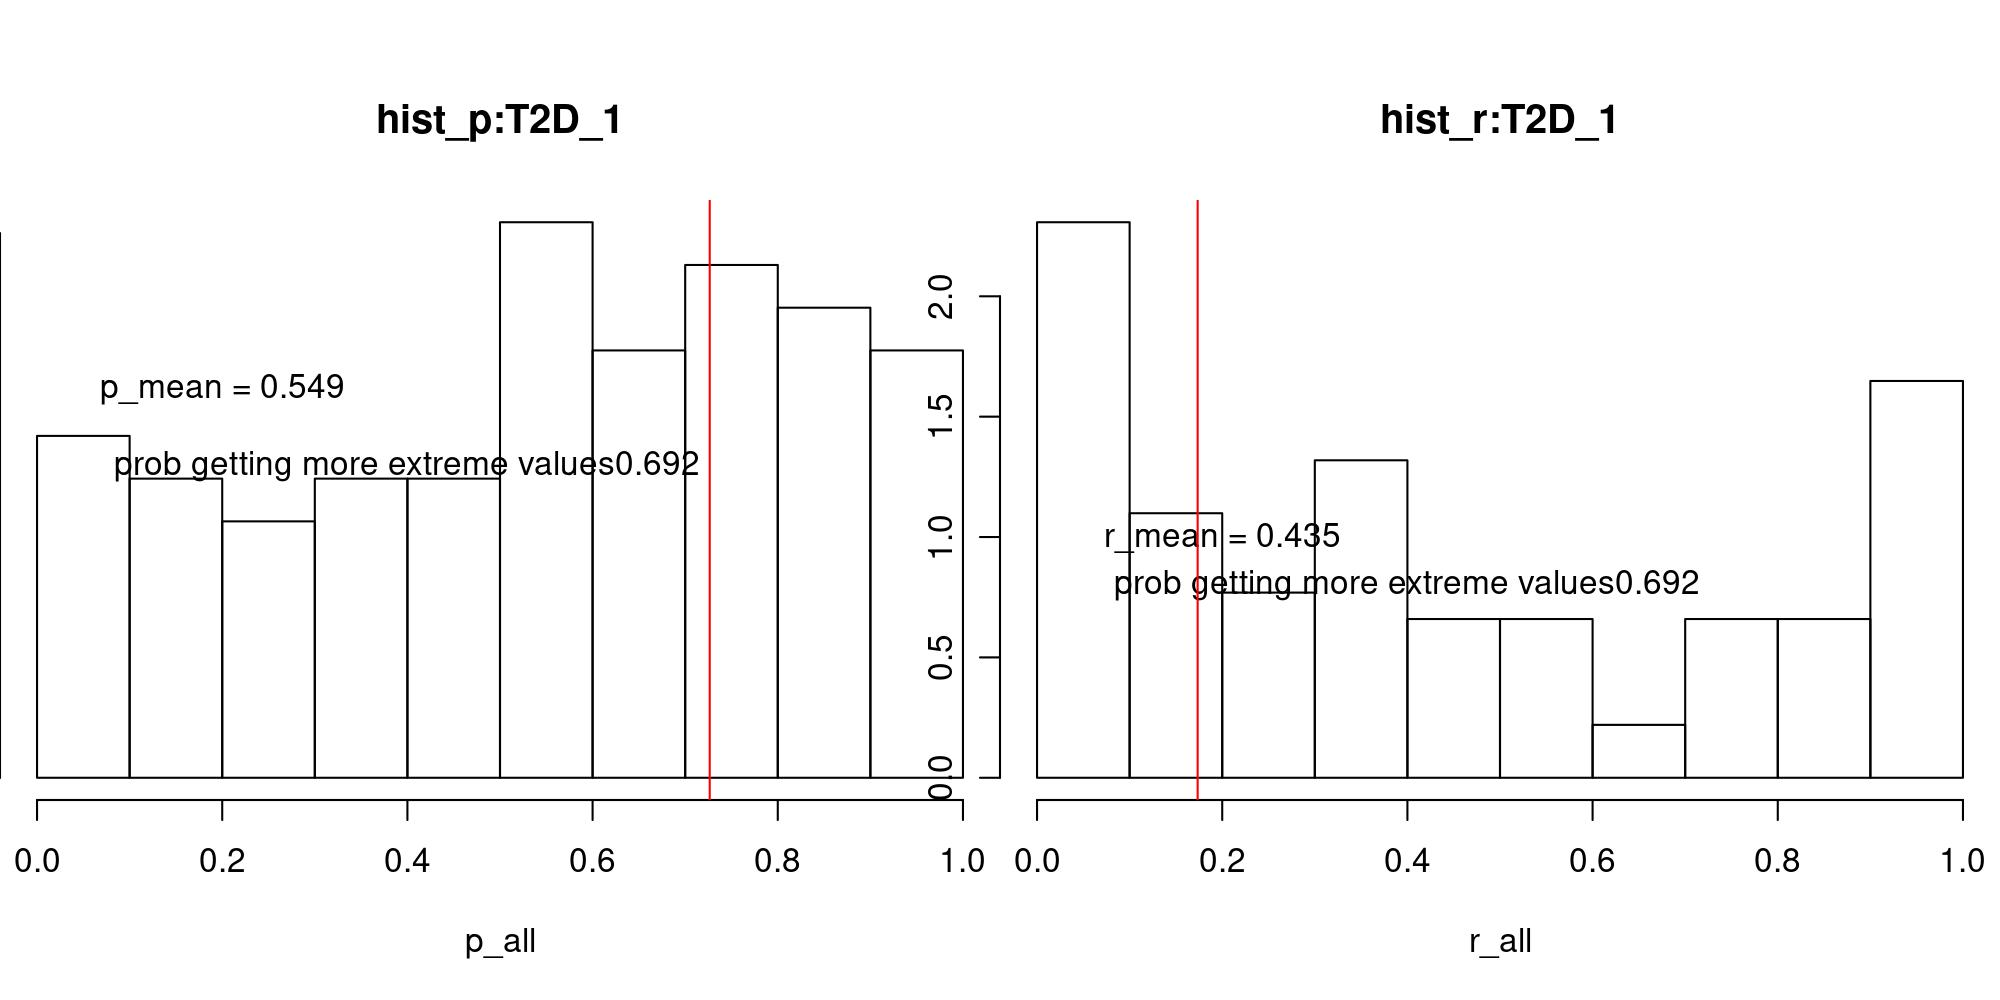 hist_p:T2D_1
p_mean = 0.549
prob getting more extreme values0.692
0.0 0.2 0.4 0.6 0.8 1.0
p_all
hist_r:T2D_1
2.0
1.5
1.0
0.5
0.0
r_mean = 0.435
prob getting more extreme values0.692
0.0 0.2 0.4 0.6 0.8 1.0
r_all